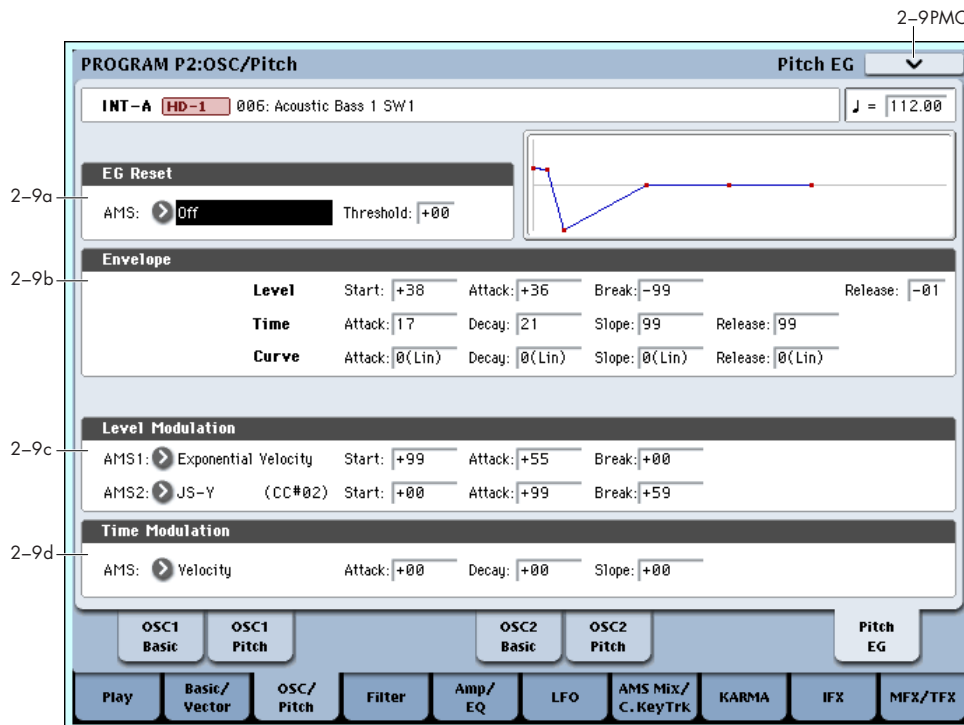 2-9PMC
PROGRAM P2:OSC/Pitch Pitch EG
INT-A HD-1 006: Acoustic Bass 1 SW1 ♩ = 112.00
EG Reset
2-9a
AMS: Off Threshold: +00
Envelope
2-9b
Level Start: +38 Attack: +36 Break: -99 Release: -01
Time Attack: 17 Decay: 21 Slope: 99 Release: 99
Curve Attack: 0(Lin) Decay: 0(Lin) Slope: 0(Lin) Release: 0(Lin)
Level Modulation
2-9c
AMS1: Exponential Velocity Start: +99 Attack: +55 Break: +00
AMS2: JS-Y (CC#02) Start: +00 Attack: +99 Break: +59
Time Modulation
2-9d
AMS: Velocity Attack: +00 Decay: +00 Slope: +00
OSC1 Basic OSC1 Pitch OSC2 Basic OSC2 Pitch Pitch EG
Play Basic/Vector OSC/Pitch Filter Amp/EQ LFO AMS Mix/C.KeyTrk KARMA IFX MFX/TFX